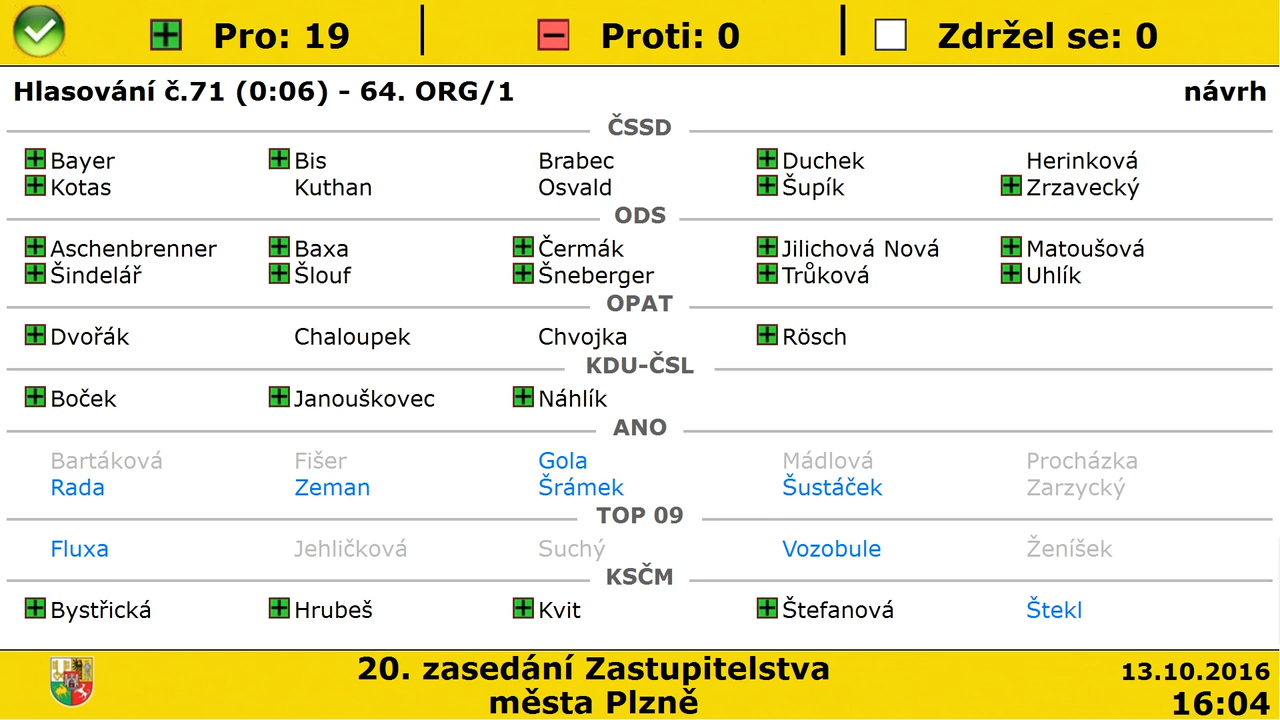 Pro: 19 Proti: 0 Zdržel se: 0
Hlasování č.71 (0:06) - 64. ORG/1 návrh
ČSSD
Bayer Bis Brabec Duchek Herinková
Kotas Kuthan Osvald Šupík Zrzavecký
ODS
Aschenbrenner Baxa Čermák Jilichová Nová Matoušová
Šindelář Šlouf Šneberger Trůková Uhlík
OPAT
Dvořák Chaloupek Chvojka Rösch
KDU-ČSL
Boček Janouškovec Náhlík
ANO
Bartáková Fišer Gola Mádlová Procházka
Rada Zeman Šrámek Šustáček Zarzycký
TOP 09
Fluxa Jehličková Suchý Vozobule Ženíšek
KSČM
Bystřická Hrubeš Kvit Štefanová Štekl
20. zasedání Zastupitelstva
města Plzně
13.10.2016
16:04